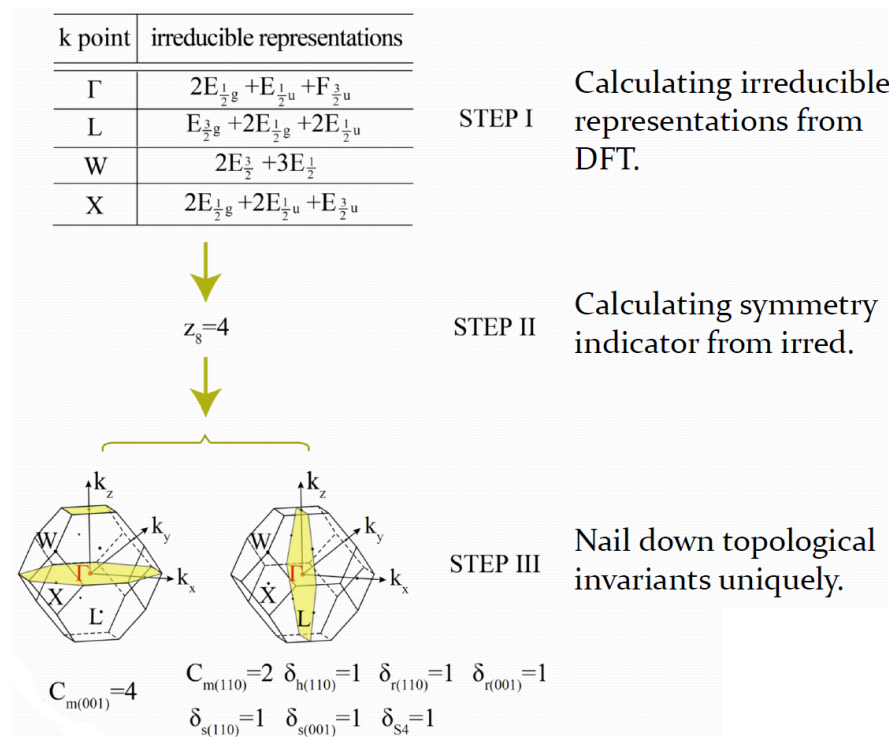 k point irreducible representations
Γ 2E½g +E½u +F3/2u
L E3/2g +2E½g +2E½u
W 2E3/2 +3E½
X 2E½g +2E½u +E3/2u
STEP I
Calculating irreducible
representations from
DFT.
z8=4
STEP II
Calculating symmetry
indicator from irred.
kz
ky
kx
W
Γ
X
L
kz
ky
kx
W
Γ
X
L
STEP III
Nail down topological
invariants uniquely.
Cm(001)=4
Cm(110)=2 δh(110)=1 δr(110)=1 δr(001)=1
δs(110)=1 δs(001)=1 δS4=1